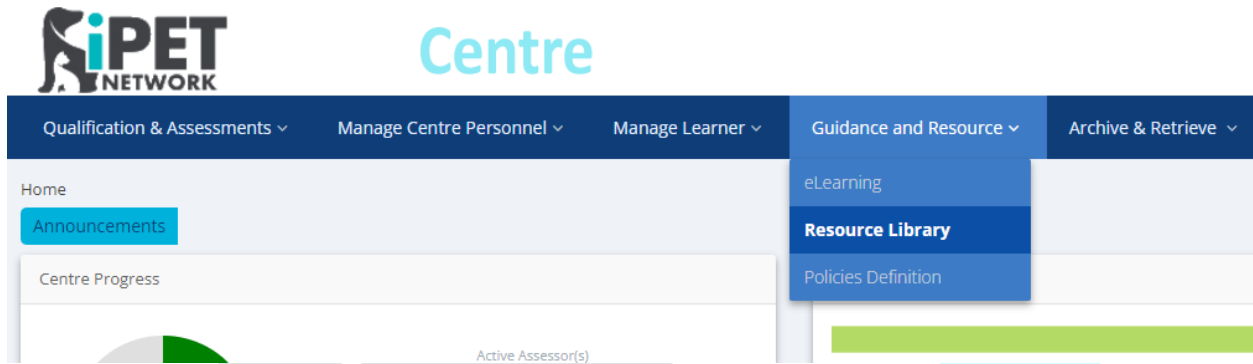 iPET
NETWORK
Centre
Qualification & Assessments
Manage Centre Personnel
Manage Learner
Guidance and Resource
Archive & Retrieve
Home
eLearning
Announcements
Resource Library
Centre Progress
Policies Definition
Active Assessor(s)